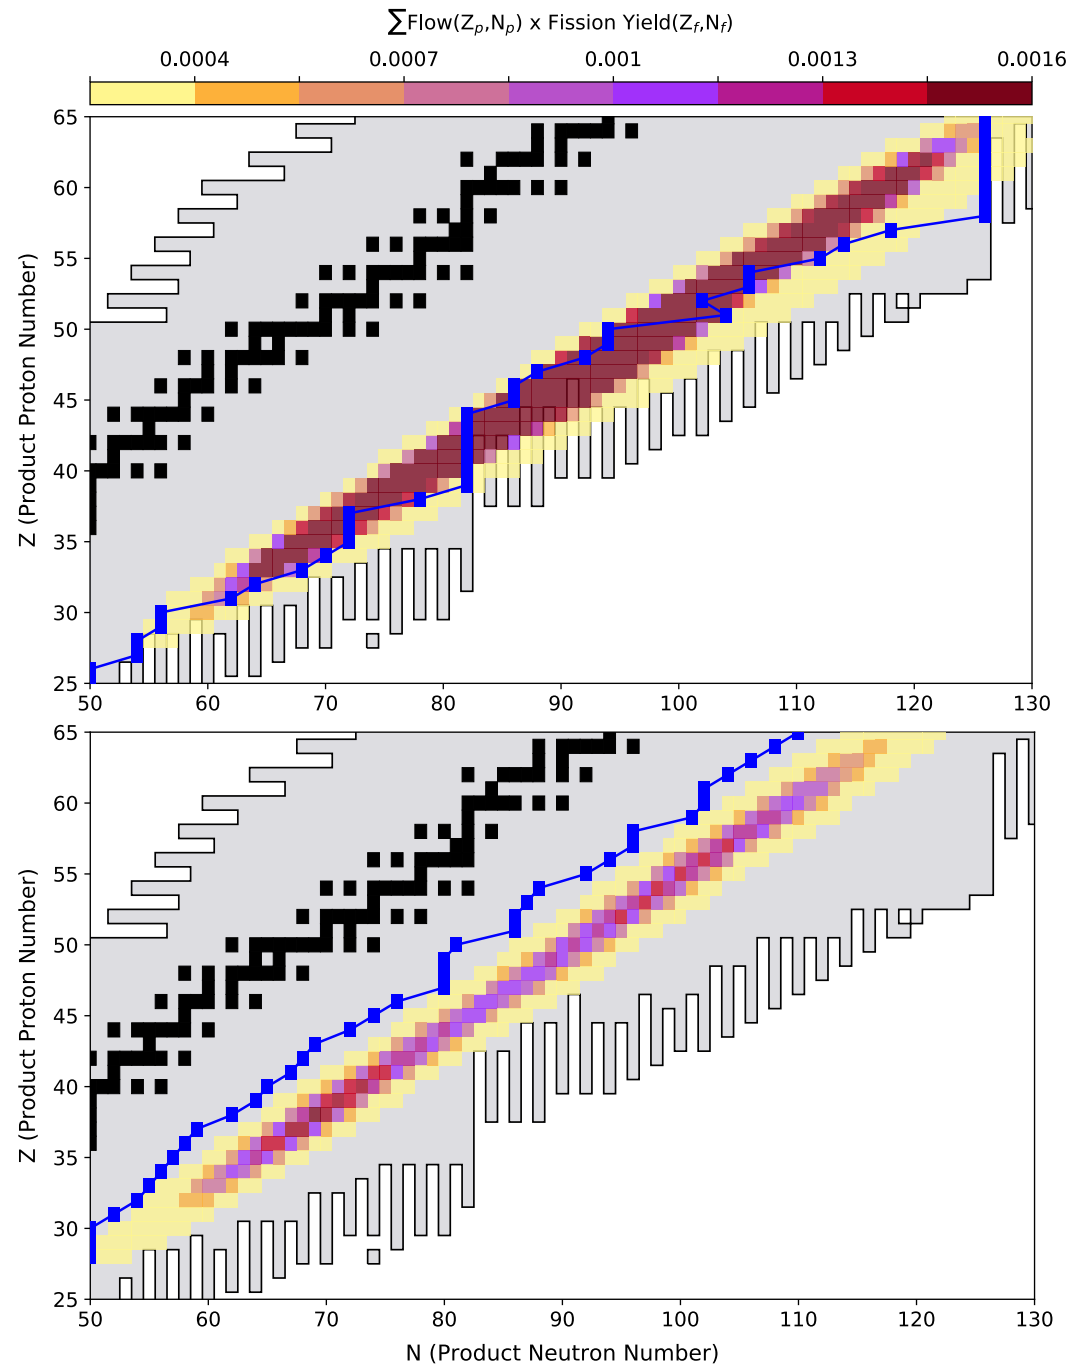 ∑Flow(Zₚ,Nₚ) x Fission Yield(Z_f,N_f)
0.0004 0.0007 0.001 0.0013 0.0016
65
60
55
50
45
40
35
30
25
Z (Product Proton Number)
50 60 70 80 90 100 110 120 130
65
60
55
50
45
40
35
30
25
Z (Product Proton Number)
50 60 70 80 90 100 110 120 130
N (Product Neutron Number)